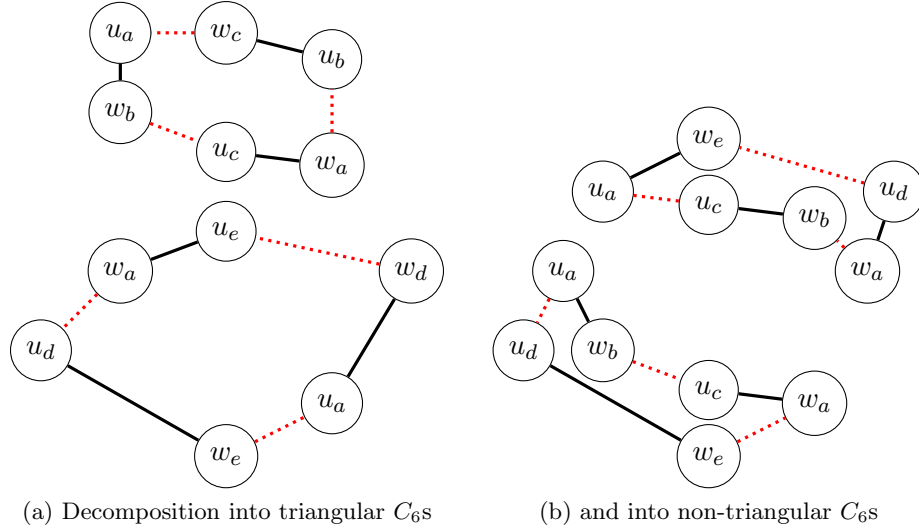 u_a w_c u_b
w_b u_c w_a
u_e
w_a w_d
u_d
u_a
w_e
(a) Decomposition into triangular C_6s
w_e
u_a u_c w_b u_d
w_a
u_a
u_d w_b
u_c w_a
w_e
(b) and into non-triangular C_6s